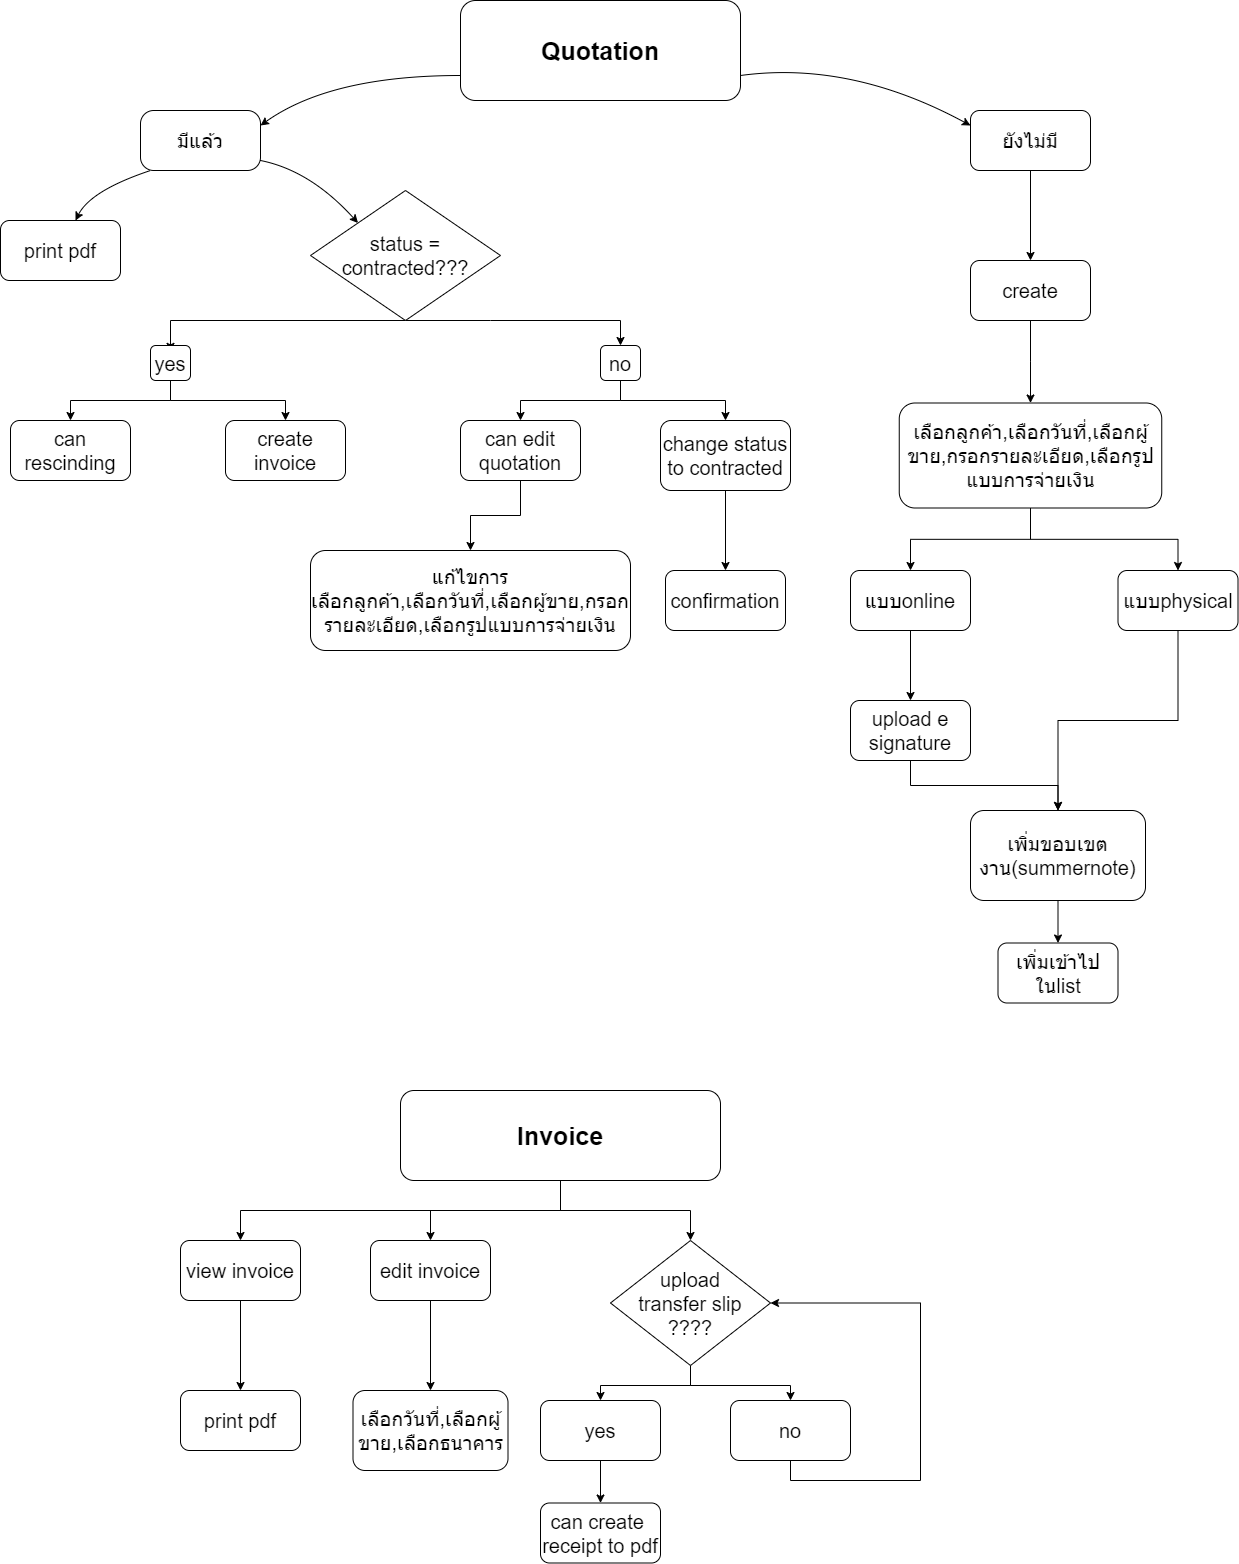 Quotation
มีแล้ว
ยังไม่มี
print pdf
status =
contracted???
create
yes
no
can
rescinding
create
invoice
can edit
quotation
change status
to contracted
เลือกลูกค้า,เลือกวันที่,เลือกผู้
ขาย,กรอกรายละเอียด,เลือกรูป
แบบการจ่ายเงิน
แก้ไขการ
เลือกลูกค้า,เลือกวันที่,เลือกผู้ขาย,กรอก
รายละเอียด,เลือกรูปแบบการจ่ายเงิน
confirmation
แบบonline
แบบphysical
upload e
signature
เพิ่มขอบเขต
งาน(summernote)
เพิ่มเข้าไป
ในlist
Invoice
view invoice
edit invoice
upload
transfer slip
????
print pdf
เลือกวันที่,เลือกผู้
ขาย,เลือกธนาคาร
yes
no
can create
receipt to pdf